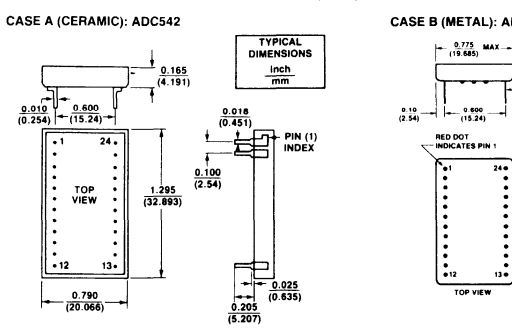 CASE A (CERAMIC): ADC542
CASE B (METAL):
TYPICAL
DIMENSIONS
inch
mm
0.165
(4.191)
0.010
(0.254)
0.600
(15.24)
1
24
TOP
VIEW
12
13
1.295
(32.893)
0.790
(20.066)
0.018
(0.451)
PIN (1)
INDEX
0.100
(2.54)
0.025
(0.635)
0.205
(5.207)
0.775 MAX
(19.685)
0.10
(2.54)
0.600
(15.24)
RED DOT
INDICATES PIN 1
1
24
12
13
TOP VIEW